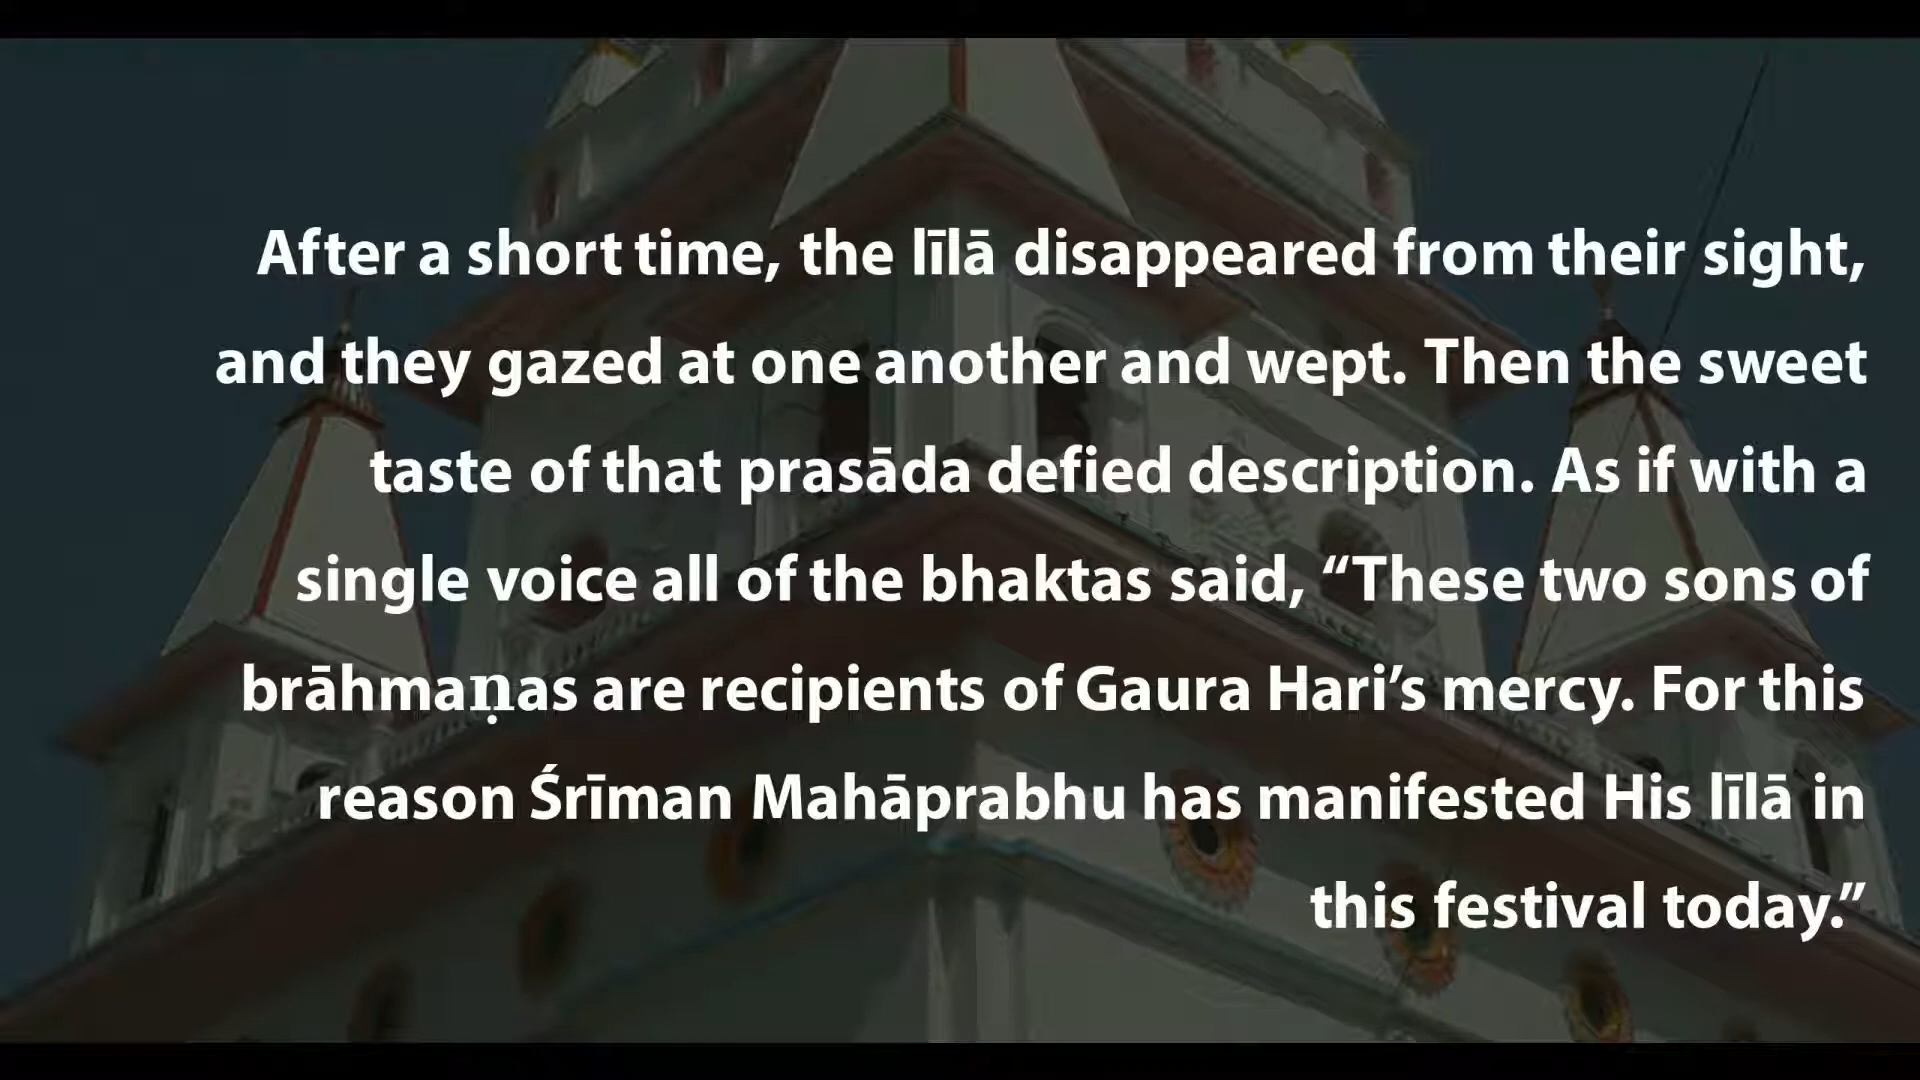 After a short time, the līlā disappeared from their sight,
and they gazed at one another and wept. Then the sweet
taste of that prasāda defied description. As if with a
single voice all of the bhaktas said, “These two sons of
brāhmaṇas are recipients of Gaura Hari’s mercy. For this
reason Śrīman Mahāprabhu has manifested His līlā in
this festival today.”